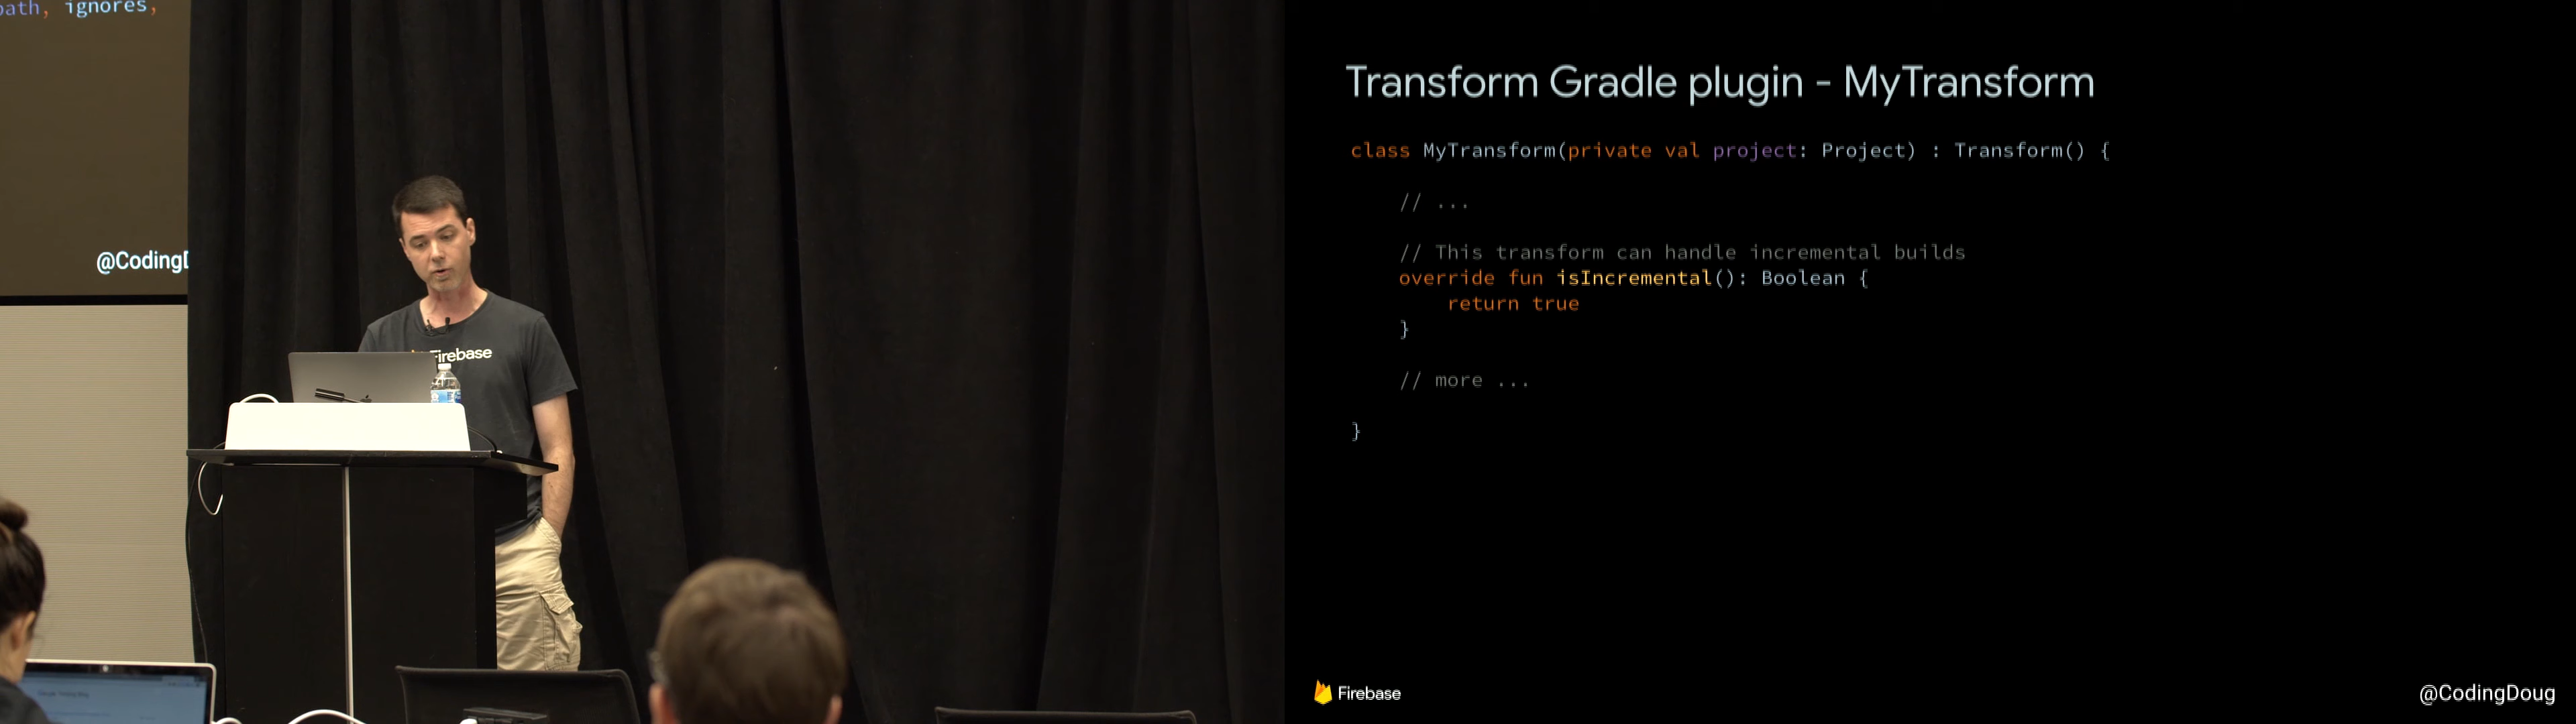 path, ignores,
@CodingD
Firebase
Transform Gradle plugin - MyTransform
class MyTransform(private val project: Project) : Transform() {
// ...
// This transform can handle incremental builds
override fun isIncremental(): Boolean {
return true
}
// more ...
}
Firebase
@CodingDoug